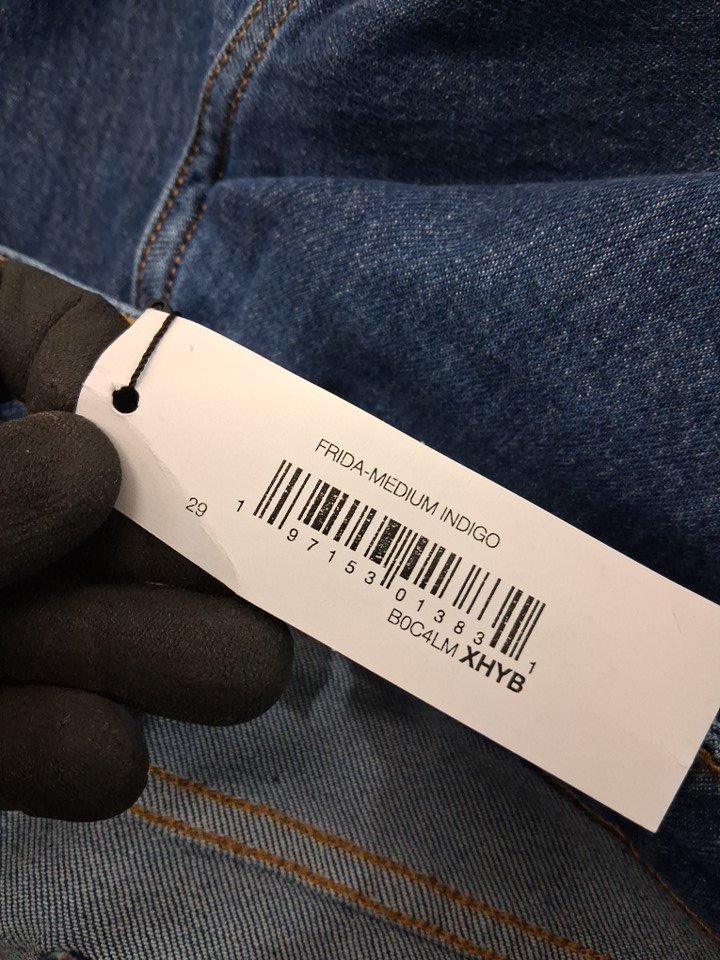 FRIDA-MEDIUM INDIGO
29
1 97153 01383 1
B0C4LM XHYB